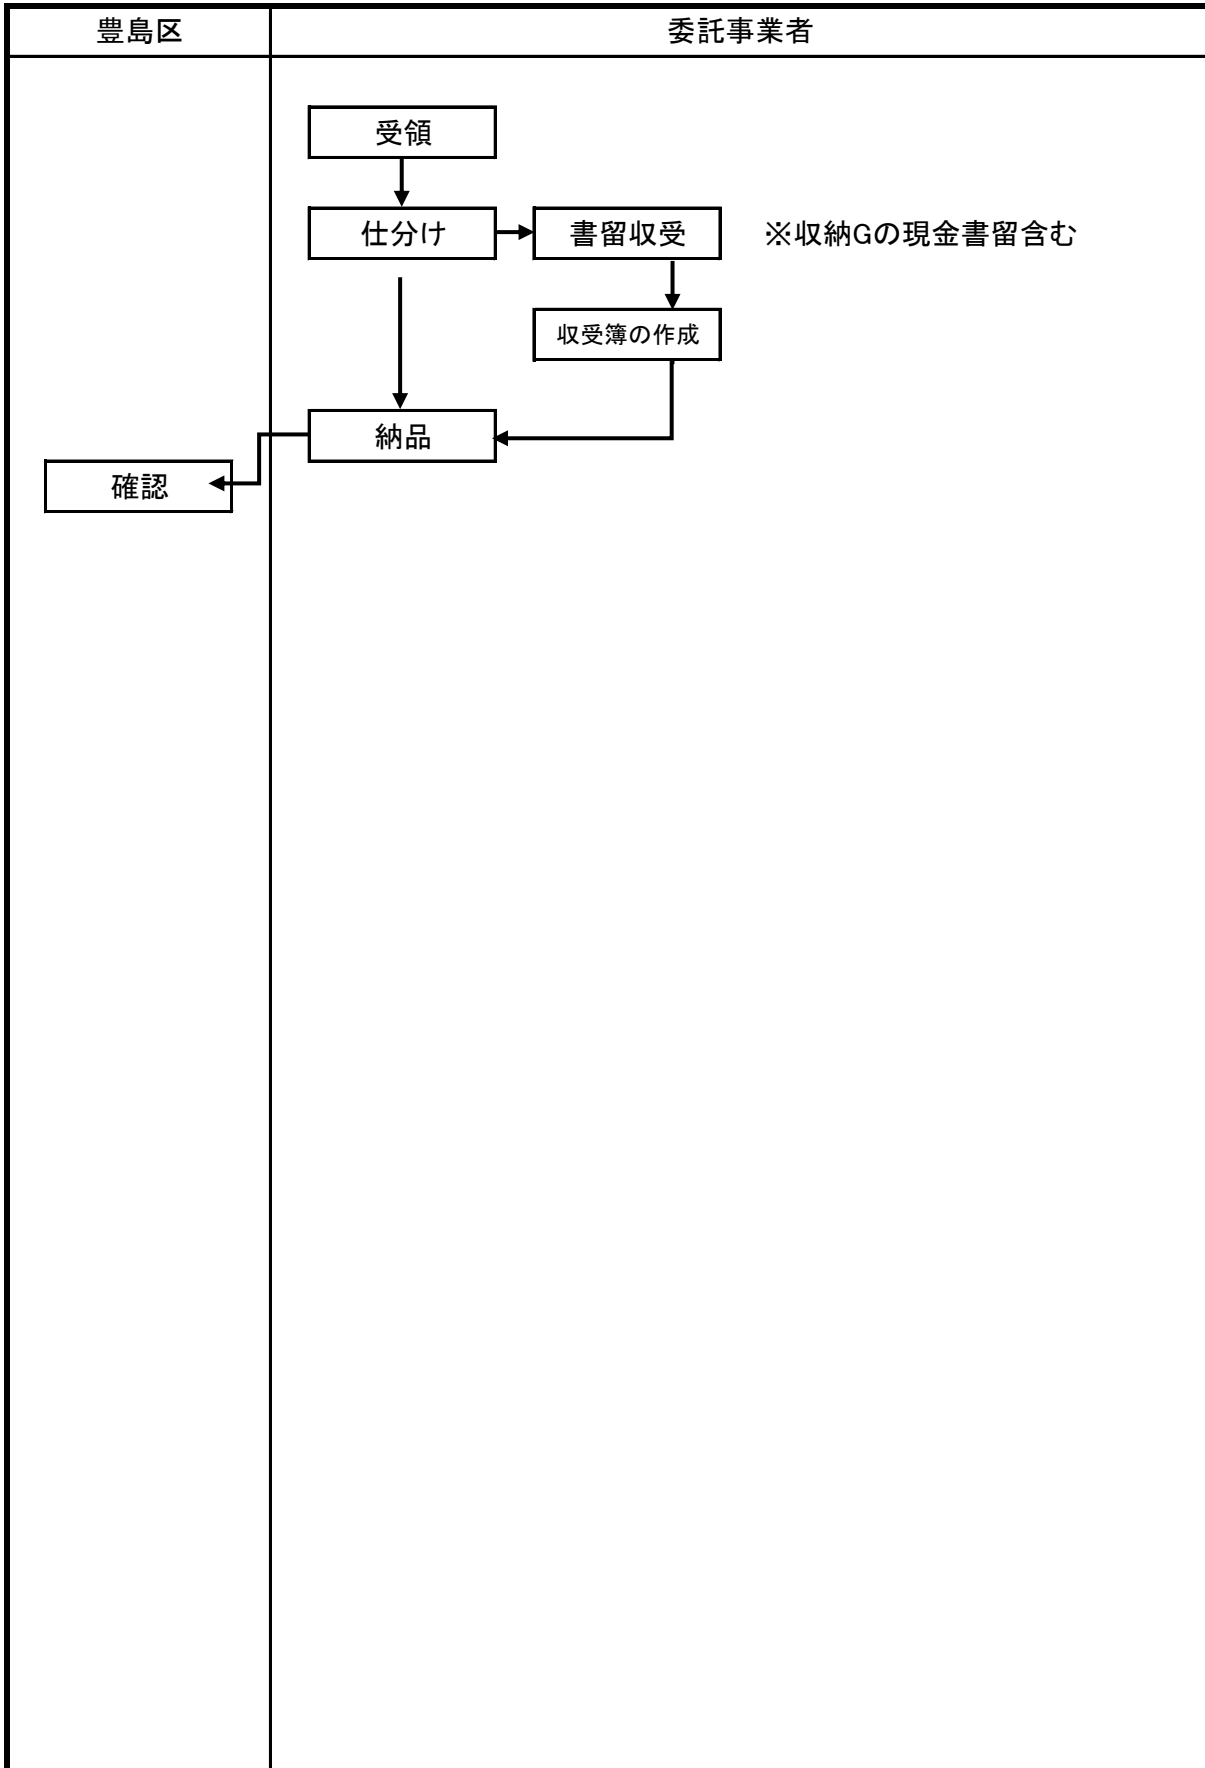 豊島区
委託事業者
受領
仕分け
書留収受
※収納Gの現金書留含む
収受簿の作成
納品
確認